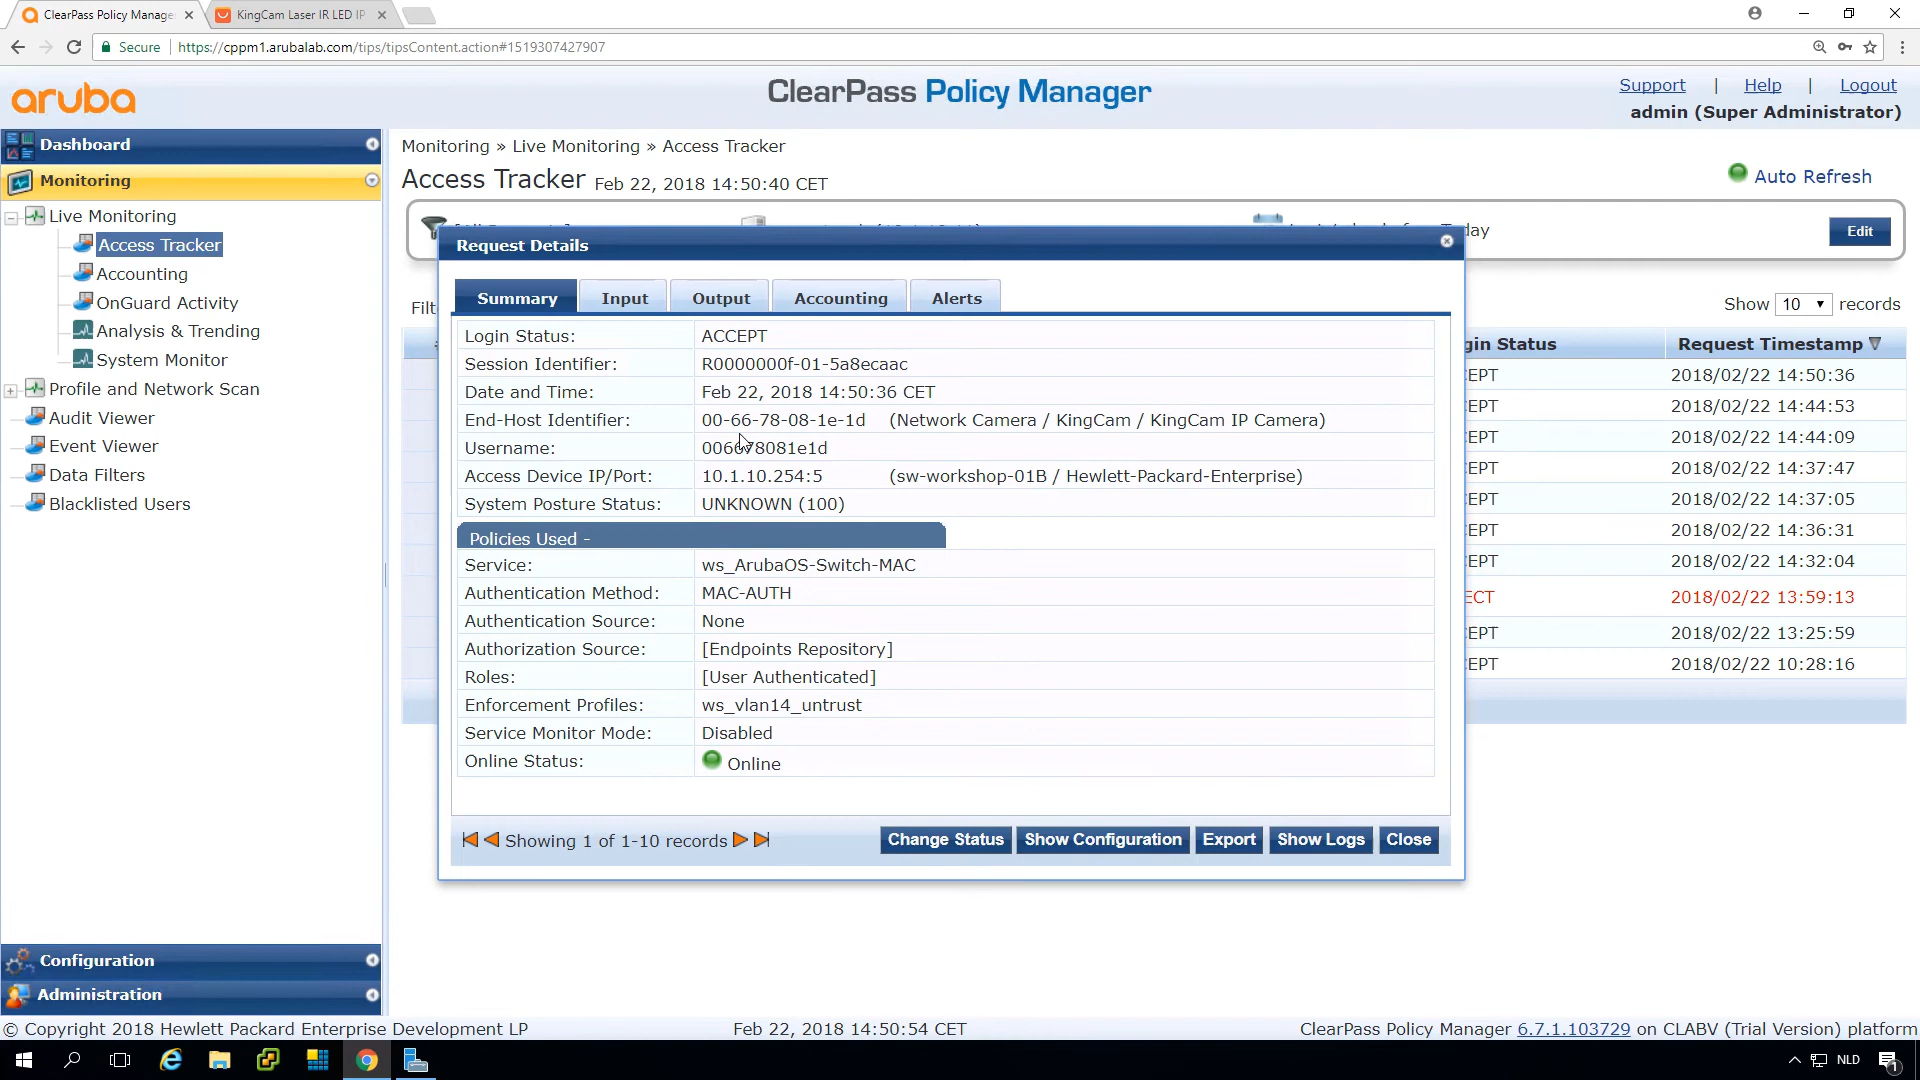 ClearPass Policy Manage
KingCam Laser IR LED IP
Secure
https://cppm1.arubalab.com/tips/tipsContent.action#1519307427907
aruba
ClearPass Policy Manager
Support | Help | Logout
admin (Super Administrator)
Dashboard
Monitoring
Live Monitoring
Access Tracker
Accounting
OnGuard Activity
Analysis & Trending
System Monitor
Profile and Network Scan
Audit Viewer
Event Viewer
Data Filters
Blacklisted Users
Configuration
Administration
Monitoring » Live Monitoring » Access Tracker
Access Tracker Feb 22, 2018 14:50:40 CET
Auto Refresh
Edit
Show 10 records
Request Details
Summary Input Output Accounting Alerts
Login Status: ACCEPT
Session Identifier: R0000000f-01-5a8ecaac
Date and Time: Feb 22, 2018 14:50:36 CET
End-Host Identifier: 00-66-78-08-1e-1d (Network Camera / KingCam / KingCam IP Camera)
Username: 006678081e1d
Access Device IP/Port: 10.1.10.254:5 (sw-workshop-01B / Hewlett-Packard-Enterprise)
System Posture Status: UNKNOWN (100)
Policies Used -
Service: ws_ArubaOS-Switch-MAC
Authentication Method: MAC-AUTH
Authentication Source: None
Authorization Source: [Endpoints Repository]
Roles: [User Authenticated]
Enforcement Profiles: ws_vlan14_untrust
Service Monitor Mode: Disabled
Online Status: Online
Showing 1 of 1-10 records
Change Status Show Configuration Export Show Logs Close
gin Status Request Timestamp
EPT 2018/02/22 14:50:36
EPT 2018/02/22 14:44:53
EPT 2018/02/22 14:44:09
EPT 2018/02/22 14:37:47
EPT 2018/02/22 14:37:05
EPT 2018/02/22 14:36:31
EPT 2018/02/22 14:32:04
ECT 2018/02/22 13:59:13
EPT 2018/02/22 13:25:59
EPT 2018/02/22 10:28:16
© Copyright 2018 Hewlett Packard Enterprise Development LP
Feb 22, 2018 14:50:54 CET
ClearPass Policy Manager 6.7.1.103729 on CLABV (Trial Version) platform
NLD
1